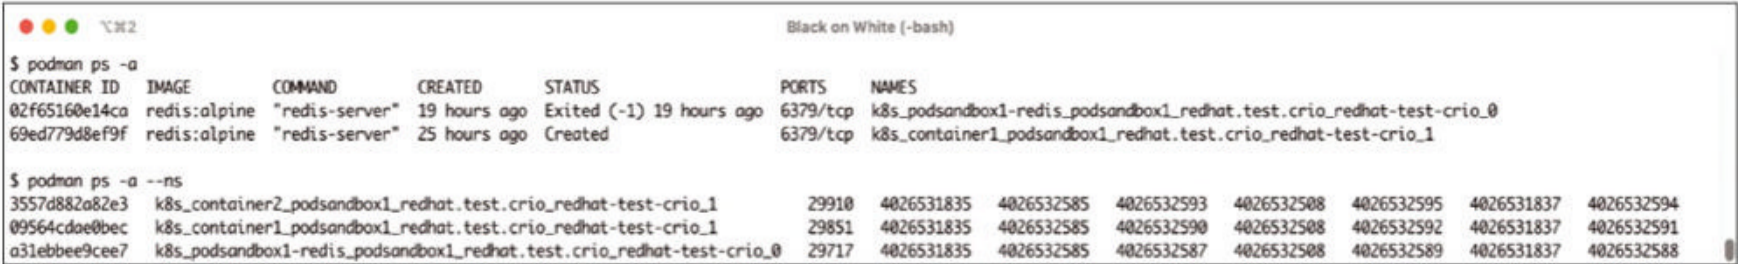 ⌥⌘2 Black on White (-bash)
$ podman ps -a
CONTAINER ID IMAGE COMMAND CREATED STATUS PORTS NAMES
02f65160e14ca redis:alpine "redis-server" 19 hours ago Exited (-1) 19 hours ago 6379/tcp k8s_podsandbox1-redis_podsandbox1_redhat.test.crio_redhat-test-crio_0
69ed779d8ef9f redis:alpine "redis-server" 25 hours ago Created 6379/tcp k8s_container1_podsandbox1_redhat.test.crio_redhat-test-crio_1
$ podman ps -a --ns
3557d882a82e3 k8s_container2_podsandbox1_redhat.test.crio_redhat-test-crio_1 29910 4026531835 4026532585 4026532593 4026532508 4026532595 4026531837 4026532594
09564cdae0bec k8s_container1_podsandbox1_redhat.test.crio_redhat-test-crio_1 29851 4026531835 4026532585 4026532590 4026532508 4026532592 4026531837 4026532591
a31ebbee9cee7 k8s_podsandbox1-redis_podsandbox1_redhat.test.crio_redhat-test-crio_0 29717 4026531835 4026532585 4026532587 4026532508 4026532589 4026531837 4026532588